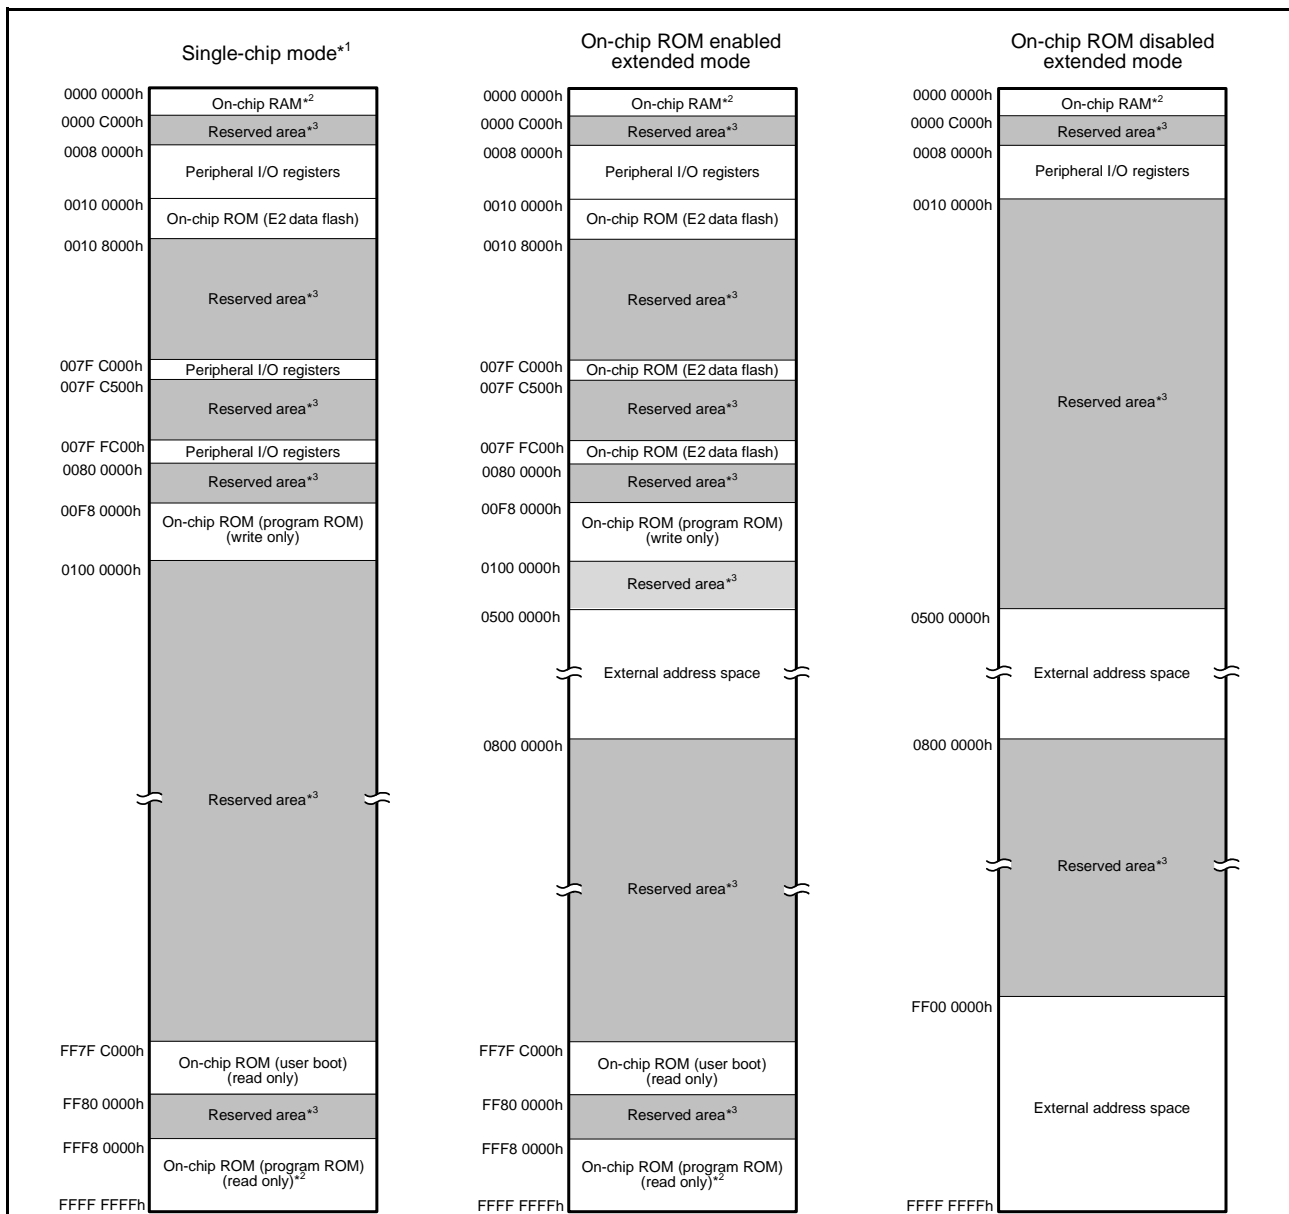 Single-chip mode*1
0000 0000h
On-chip RAM*2
0000 C000h
Reserved area*3
0008 0000h
Peripheral I/O registers
0010 0000h
On-chip ROM (E2 data flash)
0010 8000h
Reserved area*3
007F C000h
Peripheral I/O registers
007F C500h
Reserved area*3
007F FC00h
Peripheral I/O registers
0080 0000h
Reserved area*3
00F8 0000h
On-chip ROM (program ROM)
(write only)
0100 0000h
Reserved area*3
FF7F C000h
On-chip ROM (user boot)
(read only)
FF80 0000h
Reserved area*3
FFF8 0000h
On-chip ROM (program ROM)
(read only)*2
FFFF FFFFh
On-chip ROM enabled
extended mode
0000 0000h
On-chip RAM*2
0000 C000h
Reserved area*3
0008 0000h
Peripheral I/O registers
0010 0000h
On-chip ROM (E2 data flash)
0010 8000h
Reserved area*3
007F C000h
On-chip ROM (E2 data flash)
007F C500h
Reserved area*3
007F FC00h
On-chip ROM (E2 data flash)
0080 0000h
Reserved area*3
00F8 0000h
On-chip ROM (program ROM)
(write only)
0100 0000h
Reserved area*3
0500 0000h
External address space
0800 0000h
Reserved area*3
FF7F C000h
On-chip ROM (user boot)
(read only)
FF80 0000h
Reserved area*3
FFF8 0000h
On-chip ROM (program ROM)
(read only)*2
FFFF FFFFh
On-chip ROM disabled
extended mode
0000 0000h
On-chip RAM*2
0000 C000h
Reserved area*3
0008 0000h
Peripheral I/O registers
0010 0000h
Reserved area*3
0500 0000h
External address space
0800 0000h
Reserved area*3
FF00 0000h
External address space
FFFF FFFFh